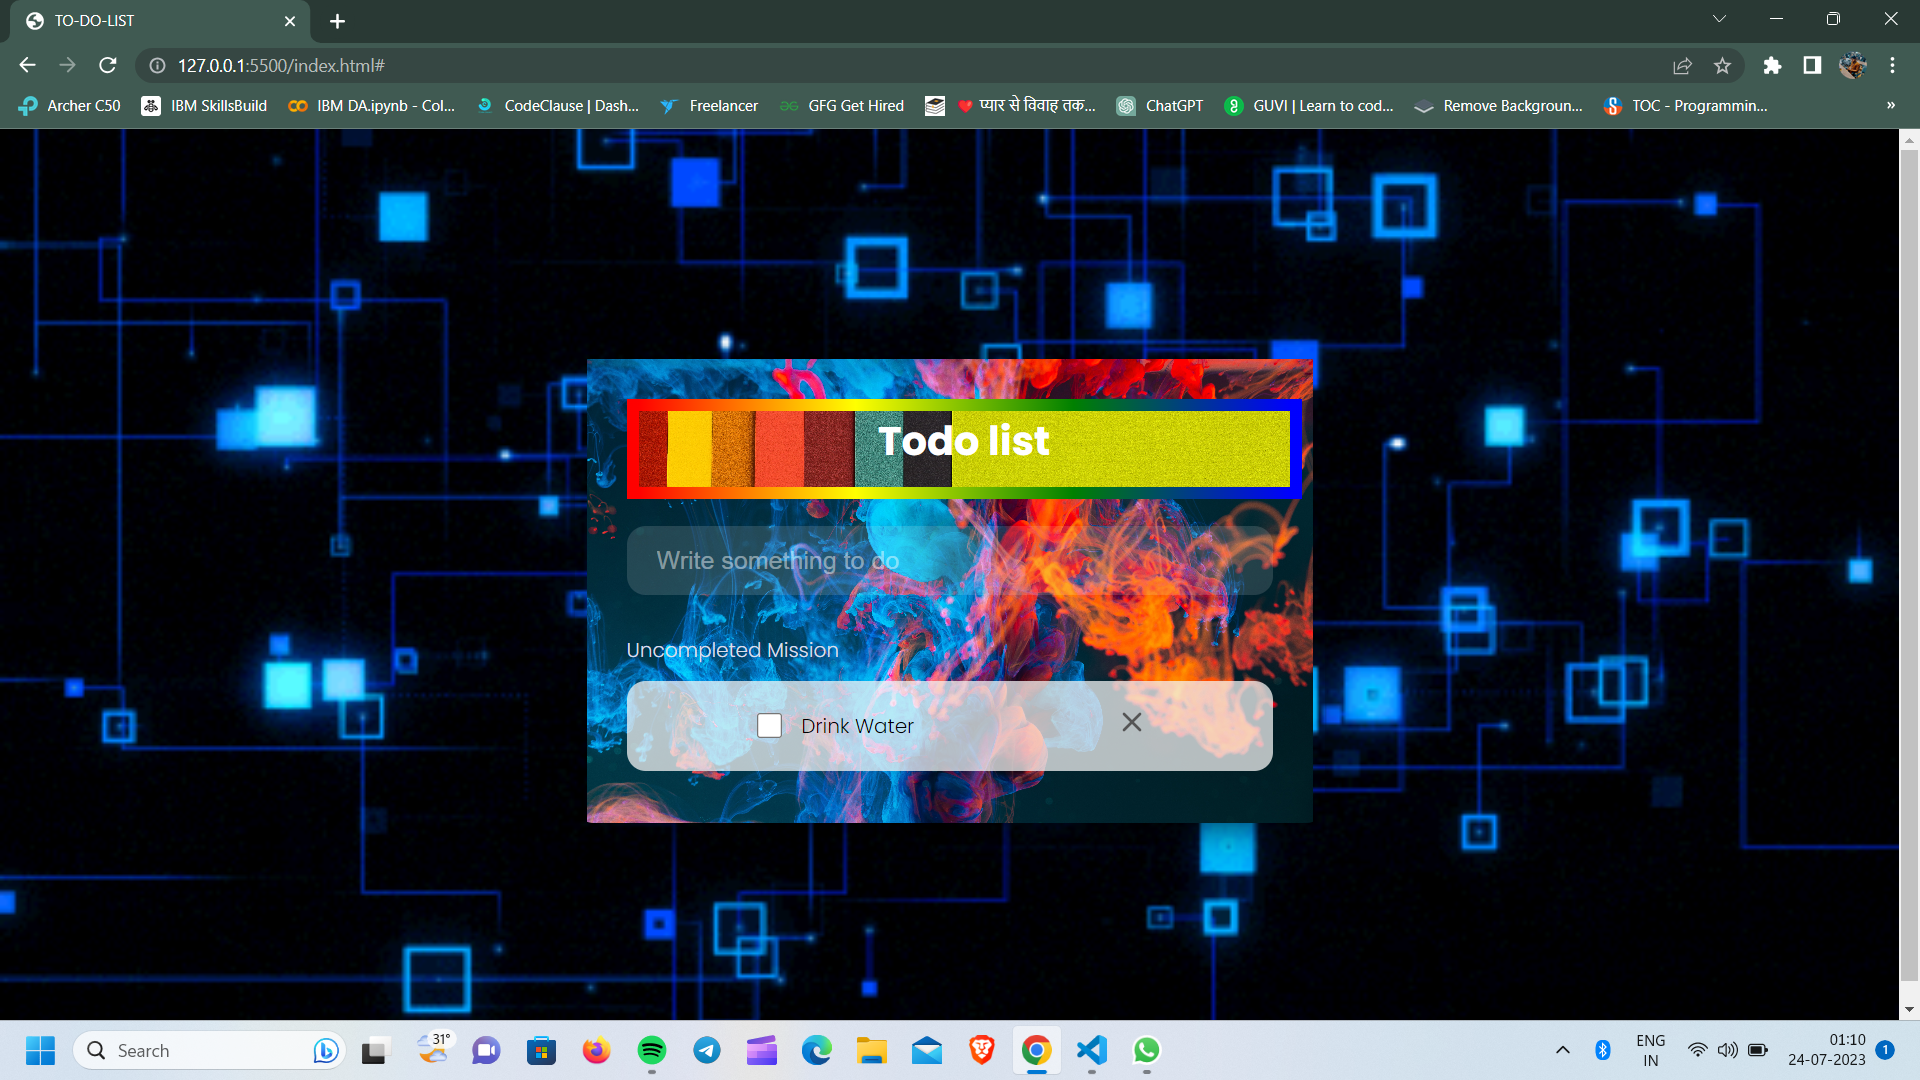 TO-DO-LIST
127.0.0.1:5500/index.html#
Archer C50
IBM SkillsBuild
IBM DA.ipynb - Col...
CodeClause | Dash...
Freelancer
GFG Get Hired
प्यार से विवाह तक...
ChatGPT
GUVI | Learn to cod...
Remove Backgroun...
TOC - Programmin...
»
Todo list
Write something to do
Uncompleted Mission
Drink Water
Search
31°
ENG
IN
01:10
24-07-2023
1